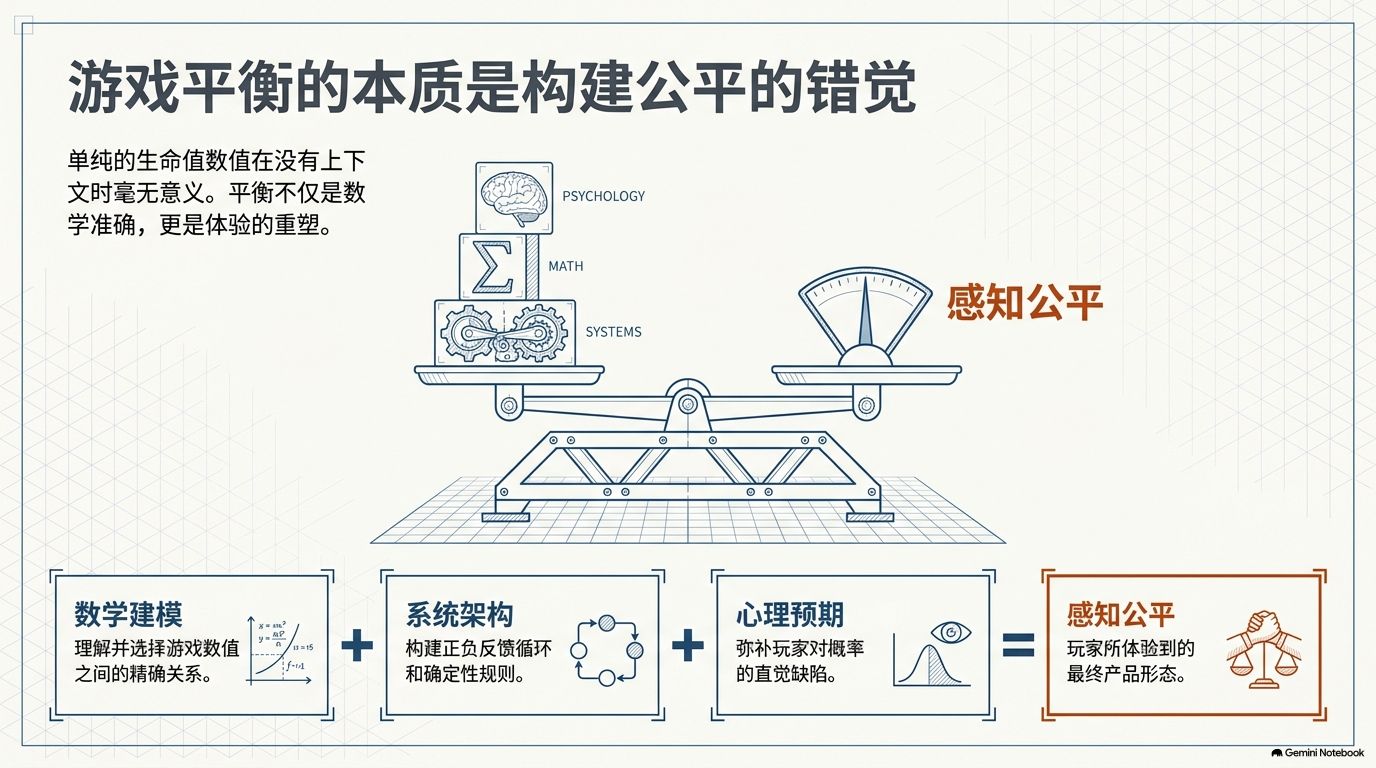 游戏平衡的本质是构建公平的错觉
单纯的生命值数值在没有上下
文时毫无意义。平衡不仅是数
学准确，更是体验的重塑。
PSYCHOLOGY
Σ
MATH
SYSTEMS
感知公平
数学建模
理解并选择游戏数值
之间的精确关系。
+
系统架构
构建正负反馈循环
和确定性规则。
+
心理预期
弥补玩家对概率
的直觉缺陷。
=
感知公平
玩家所体验到的
最终产品形态。
Gemini Notebook